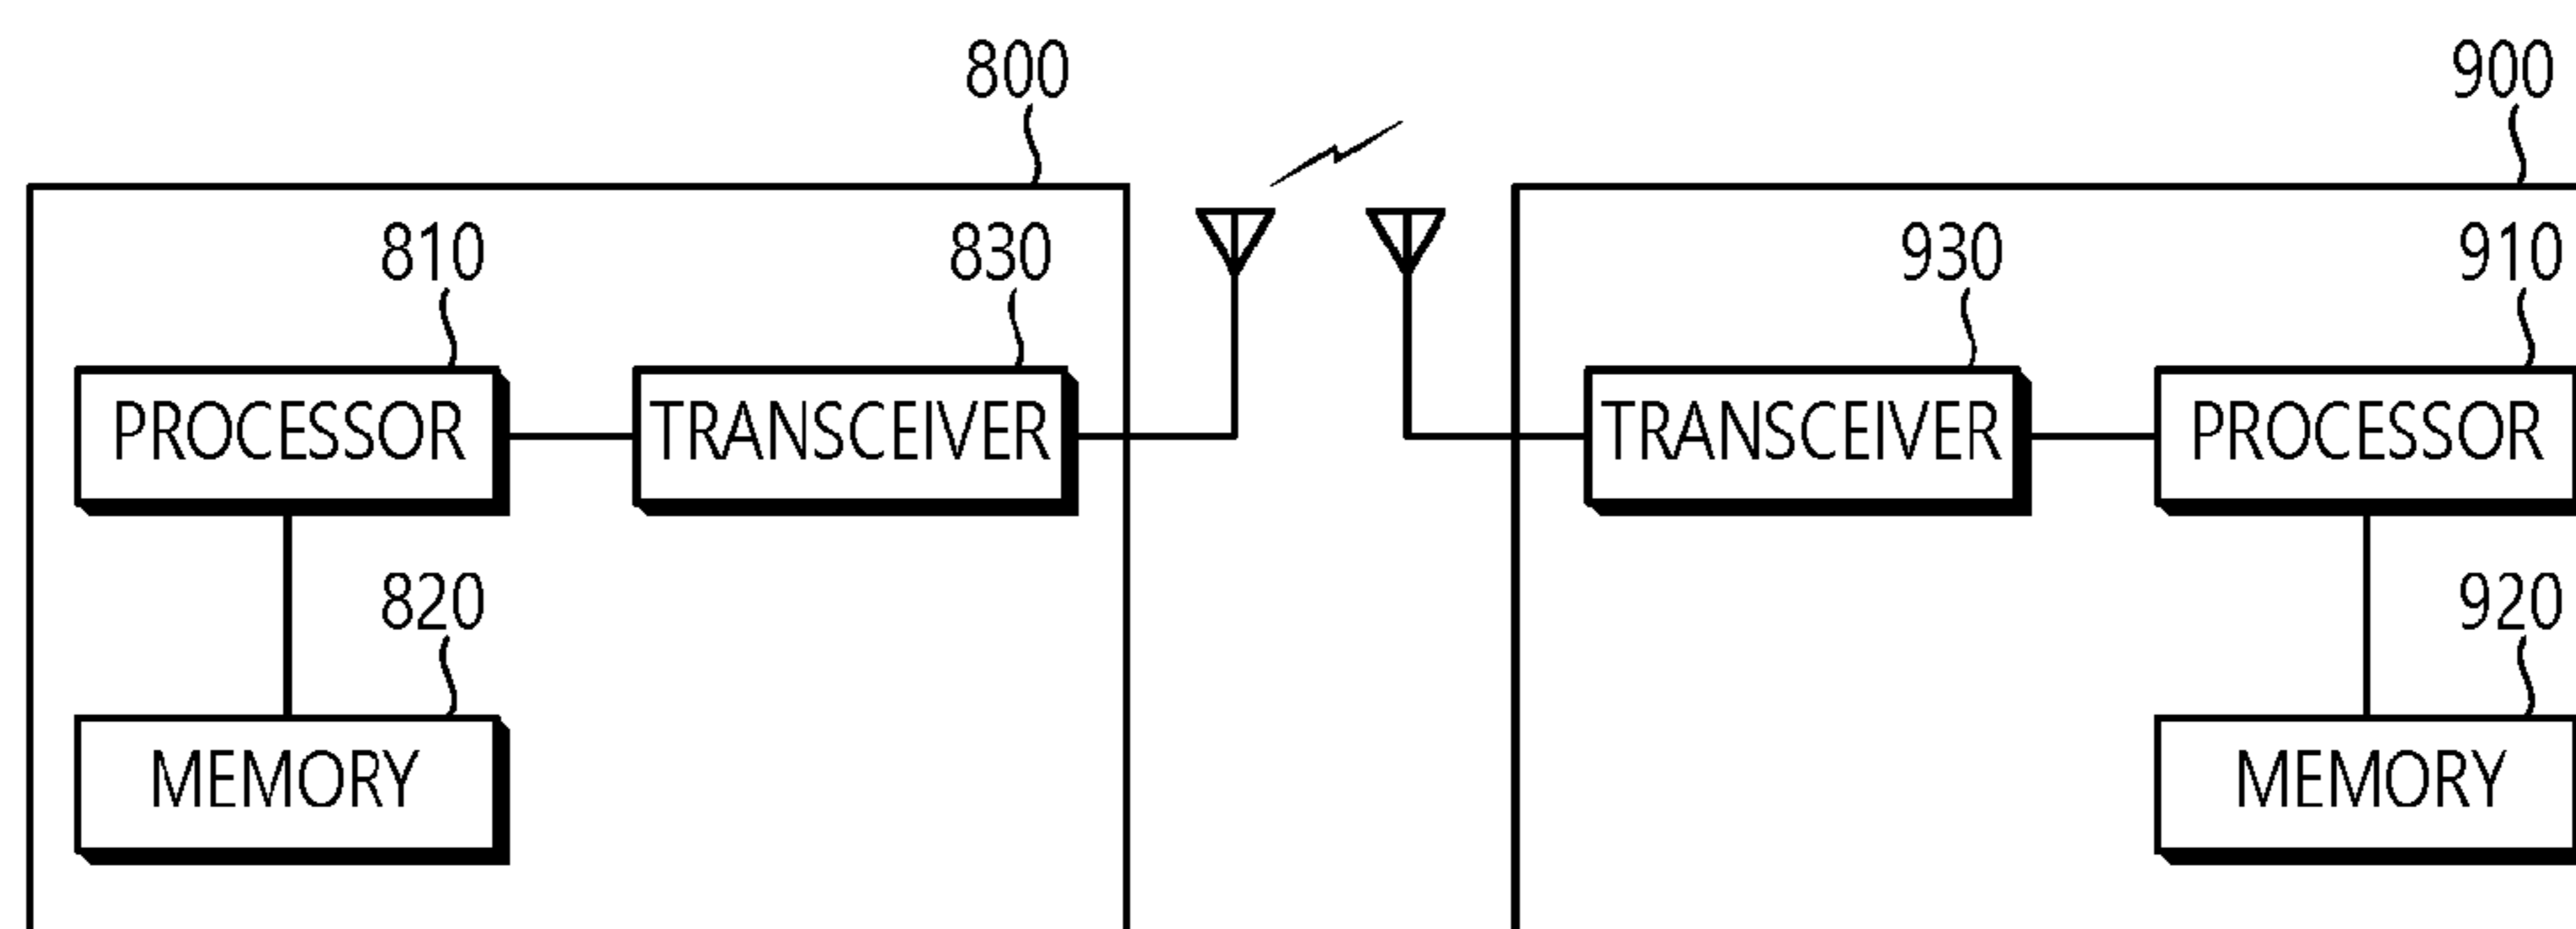 800
900
810
830
930
910
PROCESSOR
TRANSCEIVER
TRANSCEIVER
PROCESSOR
820
920
MEMORY
MEMORY